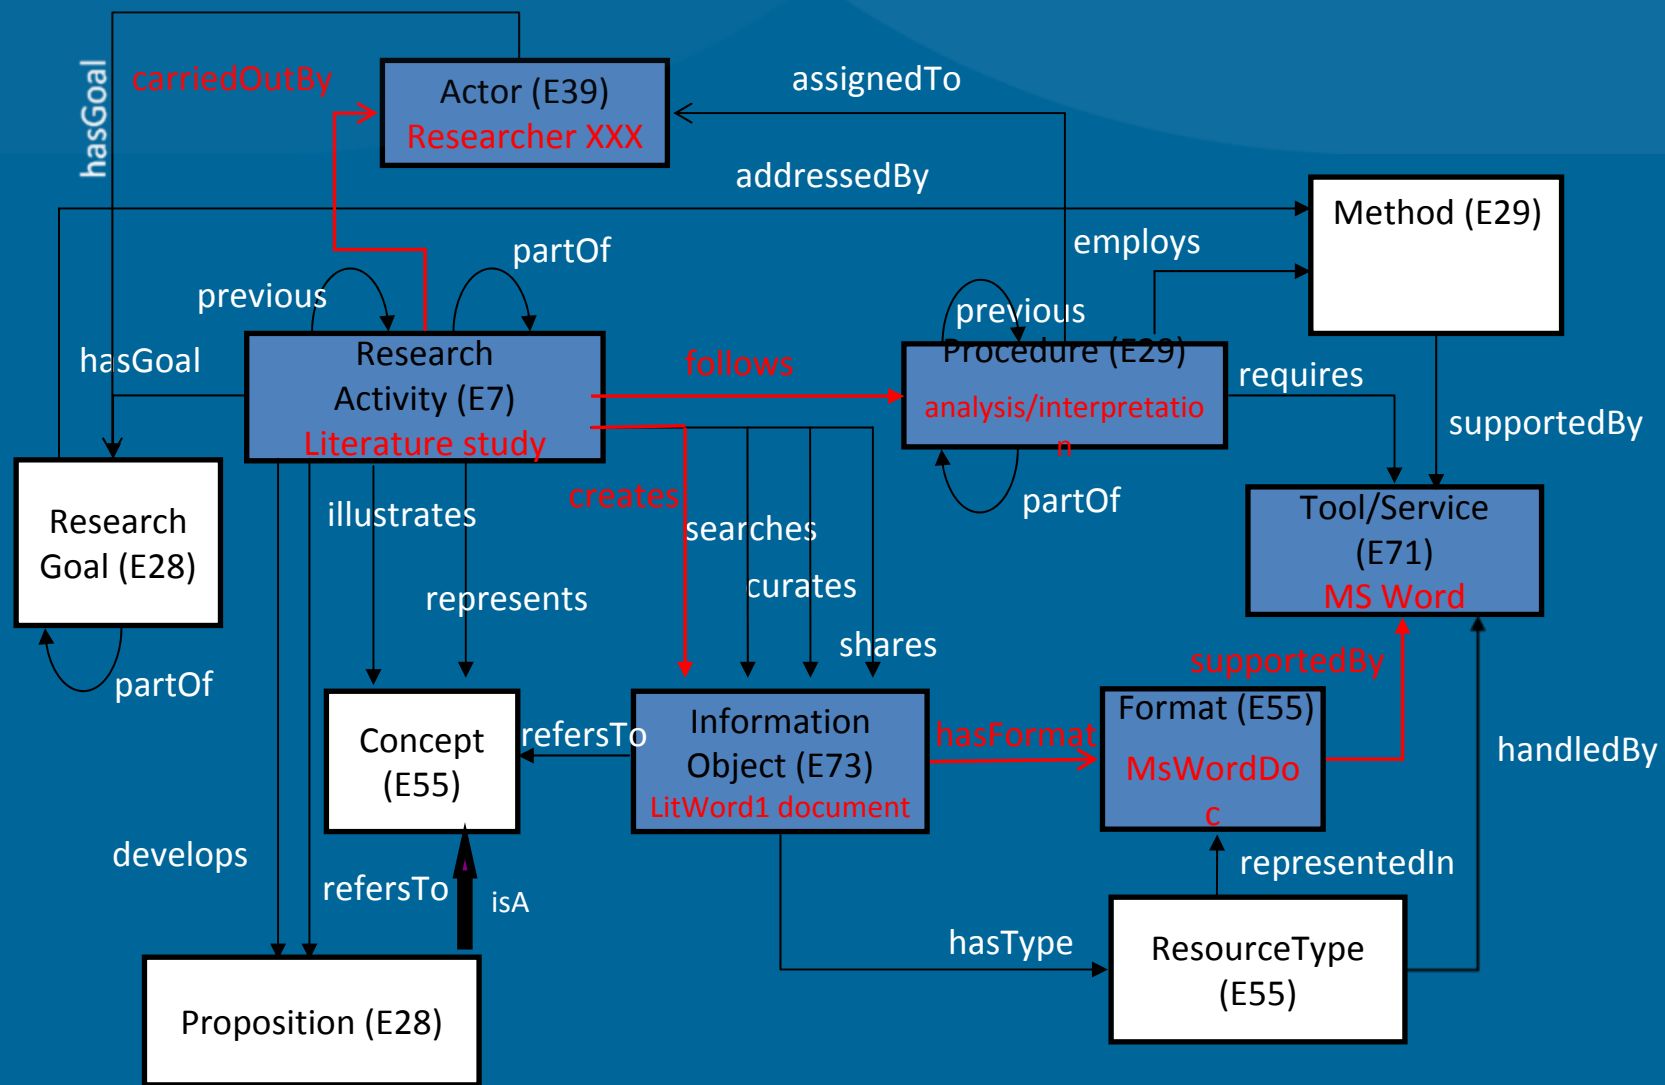 hasGoal
carriedOutBy
Actor (E39)
Researcher XXX
assignedTo
addressedBy
Method (E29)
employs
partOf
previous
previous
hasGoal
Research
Activity (E7)
Literature study
follows
Procedure (E29)
analysis/interpretatio
n
requires
supportedBy
partOf
Research
Goal (E28)
partOf
illustrates
represents
creates
searches
curates
shares
Tool/Service
(E71)
MS Word
supportedBy
handledBy
Concept
(E55)
refersTo
Information
Object (E73)
LitWord1 document
hasFormat
Format (E55)
MsWordDo
c
representedIn
develops
refersTo
isA
hasType
ResourceType
(E55)
Proposition (E28)